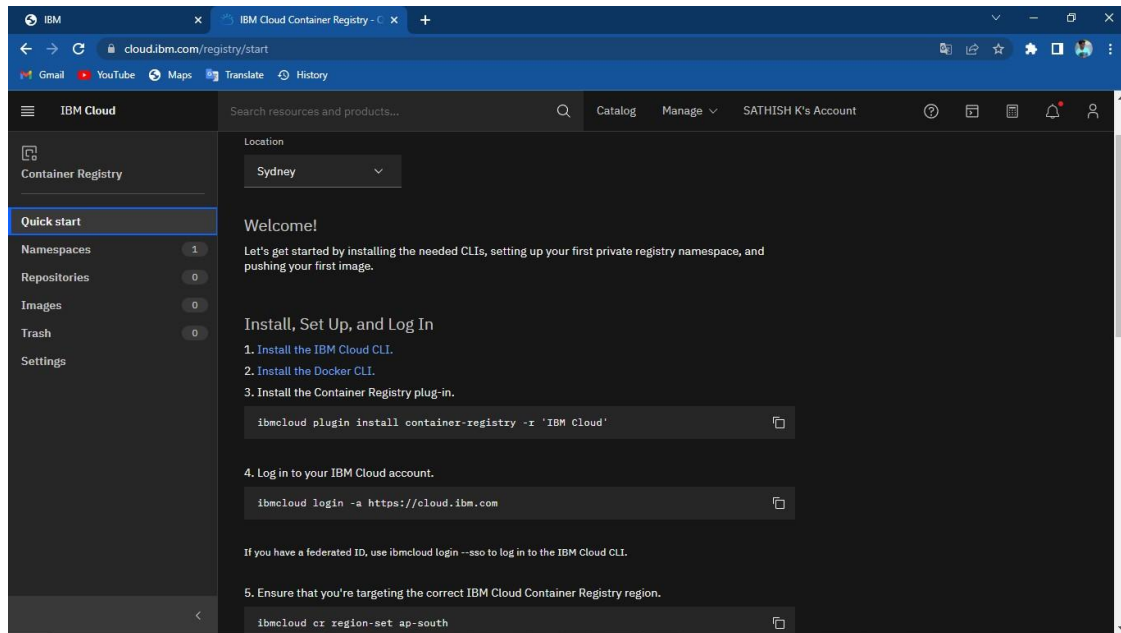 IBM
IBM Cloud Container Registry - C
cloud.ibm.com/registry/start
Gmail YouTube Maps Translate History
IBM Cloud
Search resources and products...
Catalog
Manage
SATHISH K's Account
Container Registry
Quick start
Namespaces 1
Repositories 0
Images 0
Trash 0
Settings
Location
Sydney
Welcome!
Let's get started by installing the needed CLIs, setting up your first private registry namespace, and
pushing your first image.
Install, Set Up, and Log In
1. Install the IBM Cloud CLI.
2. Install the Docker CLI.
3. Install the Container Registry plug-in.
ibmcloud plugin install container-registry -r 'IBM Cloud'
4. Log in to your IBM Cloud account.
ibmcloud login -a https://cloud.ibm.com
If you have a federated ID, use ibmcloud login --sso to log in to the IBM Cloud CLI.
5. Ensure that you're targeting the correct IBM Cloud Container Registry region.
ibmcloud cr region-set ap-south